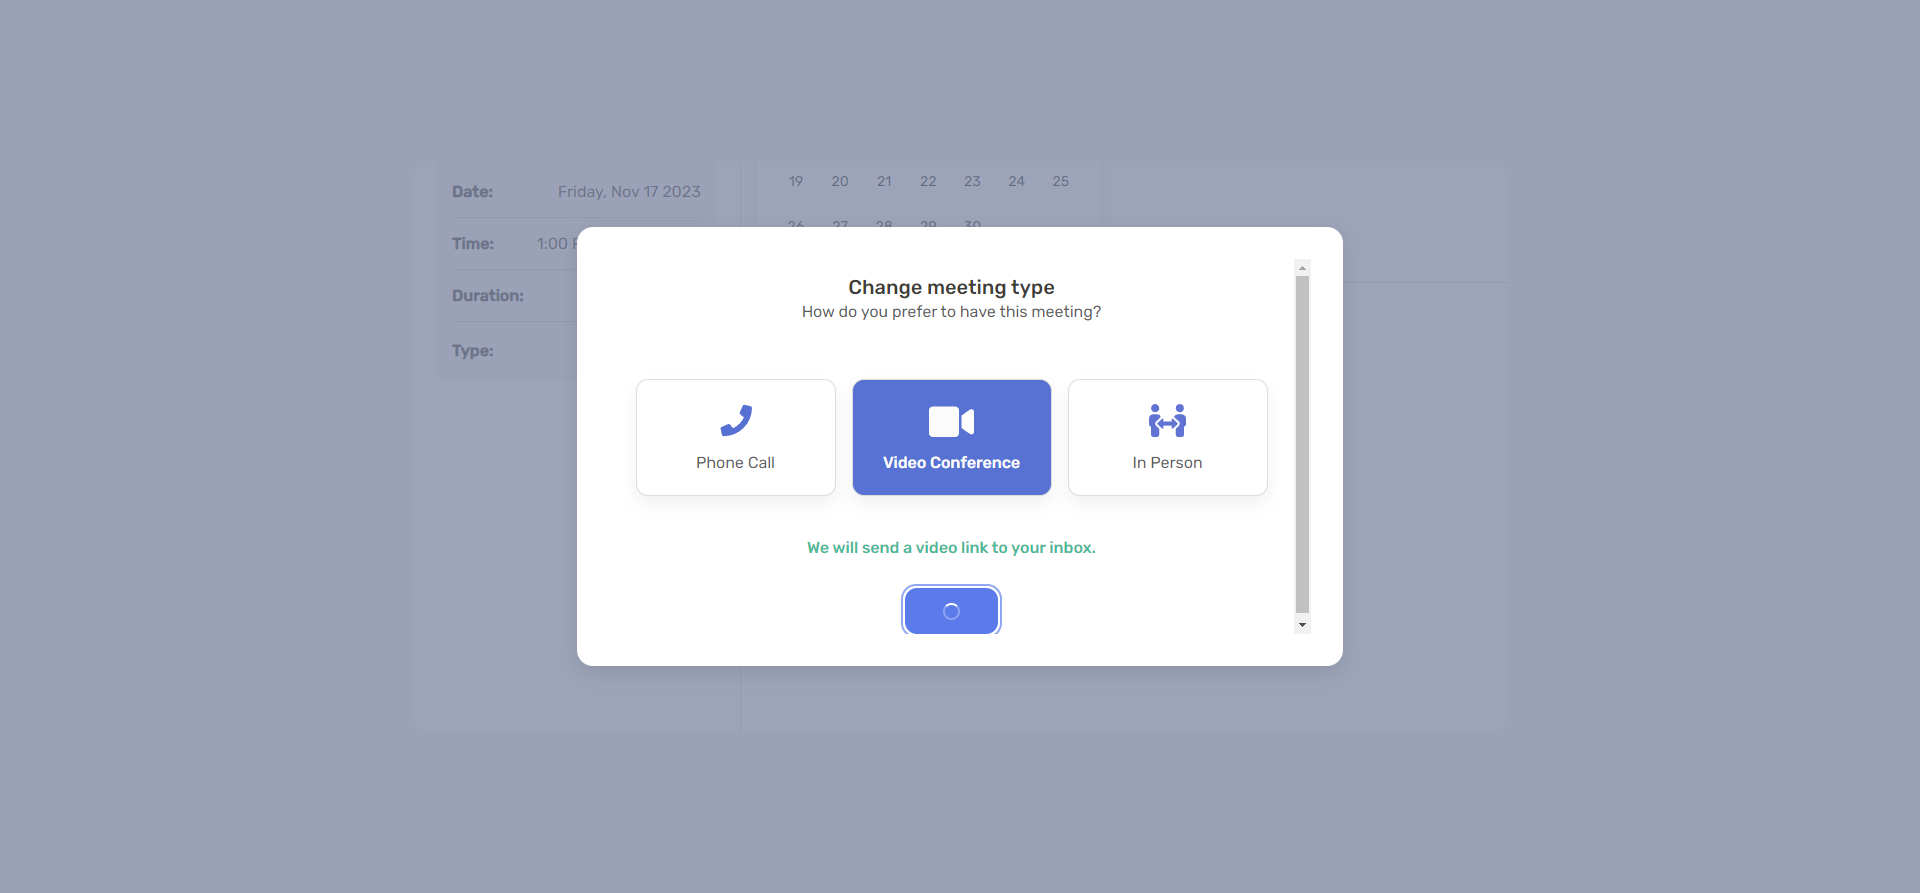 Date: Friday, Nov 17 2023
Time: 1:00
Duration:
Type:
19 20 21 22 23 24 25
26 27 28 29 30
Change meeting type
How do you prefer to have this meeting?
Phone Call
Video Conference
In Person
We will send a video link to your inbox.